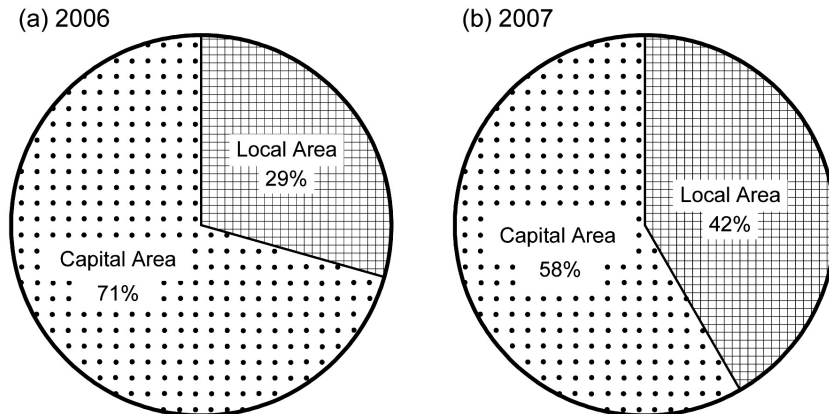 (a) 2006
Local Area
29%
Capital Area
71%
(b) 2007
Local Area
42%
Capital Area
58%